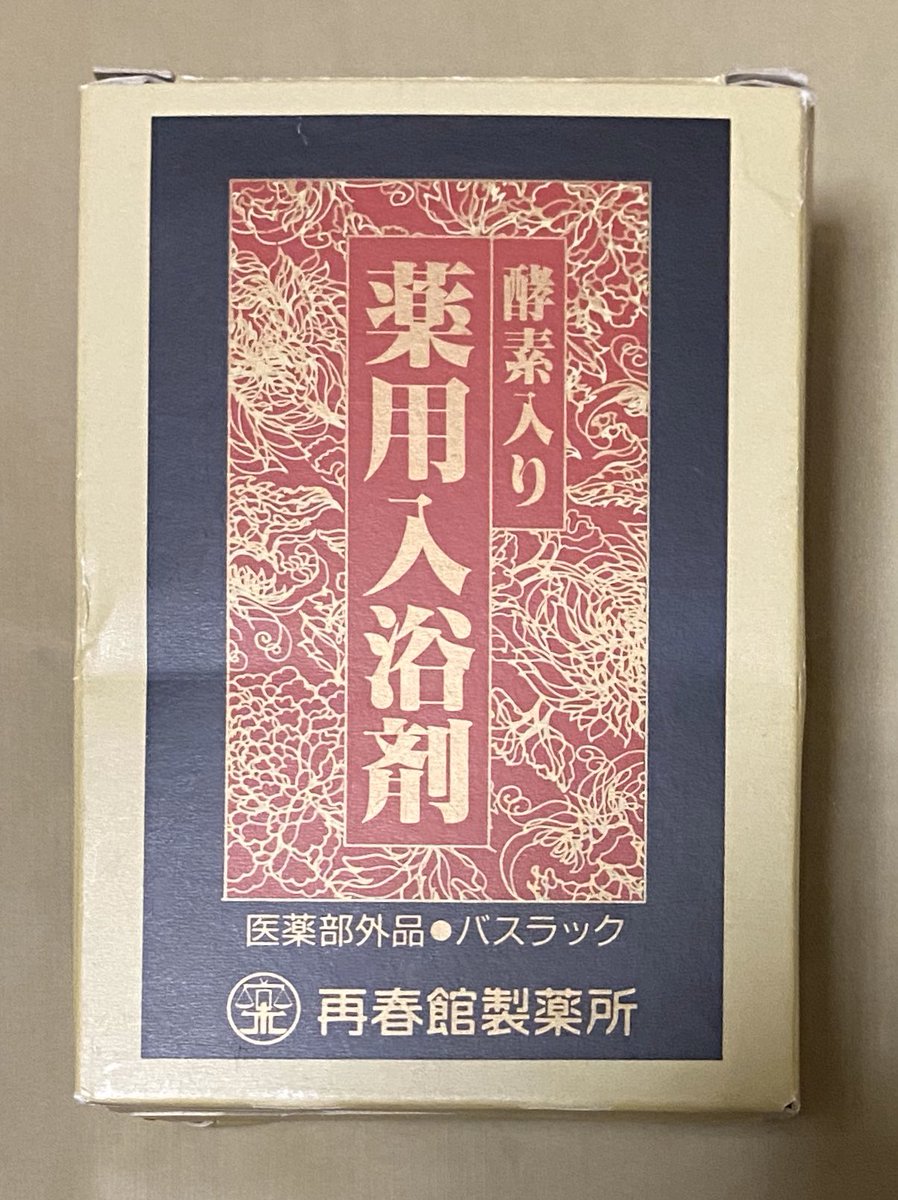 酵素入り
薬用入浴剤
医薬部外品●バスラック
再春館製薬所